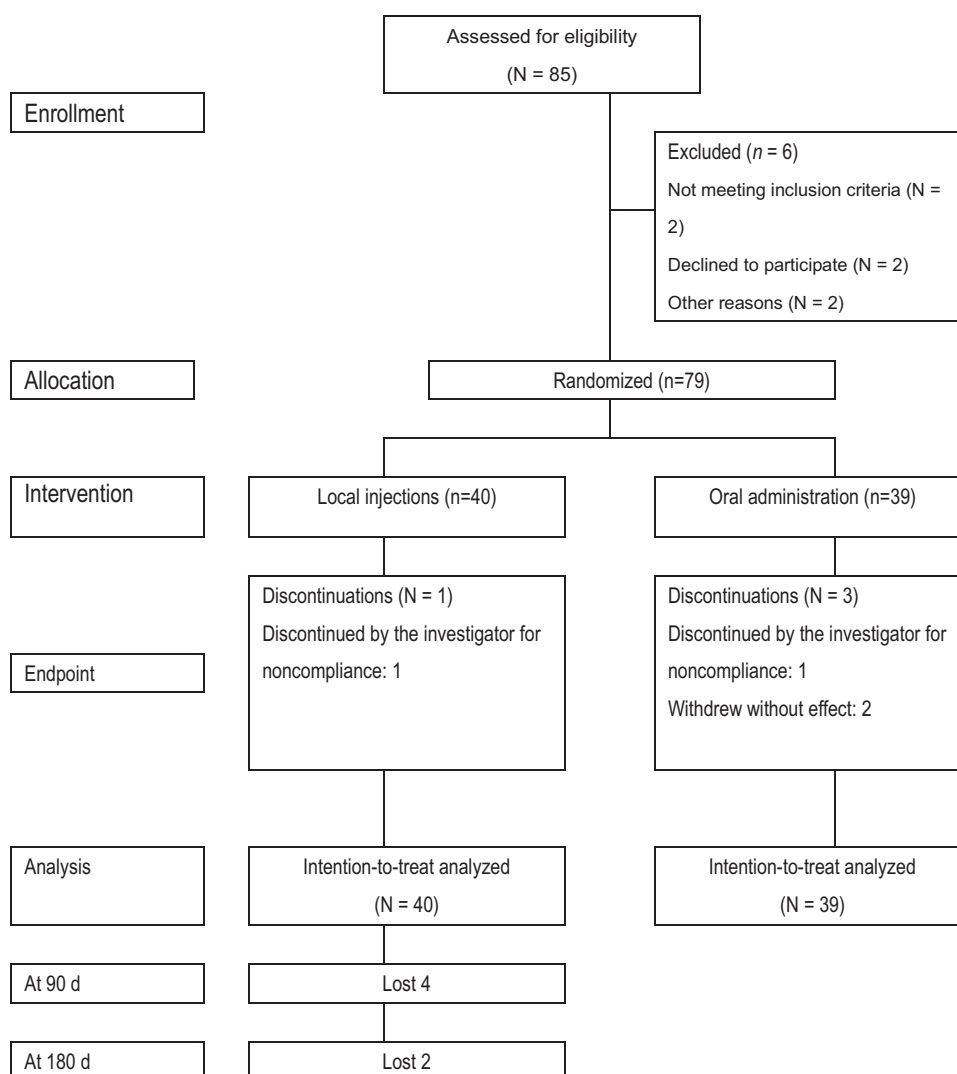 Assessed for eligibility
(N = 85)
Enrollment
Excluded (n = 6)
Not meeting inclusion criteria (N =
2)
Declined to participate (N = 2)
Other reasons (N = 2)
Allocation
Randomized (n=79)
Intervention
Local injections (n=40)
Oral administration (n=39)
Endpoint
Discontinuations (N = 1)
Discontinued by the investigator for
noncompliance: 1
Discontinuations (N = 3)
Discontinued by the investigator for
noncompliance: 1
Withdrew without effect: 2
Analysis
Intention-to-treat analyzed
(N = 40)
Intention-to-treat analyzed
(N = 39)
At 90 d
Lost 4
At 180 d
Lost 2